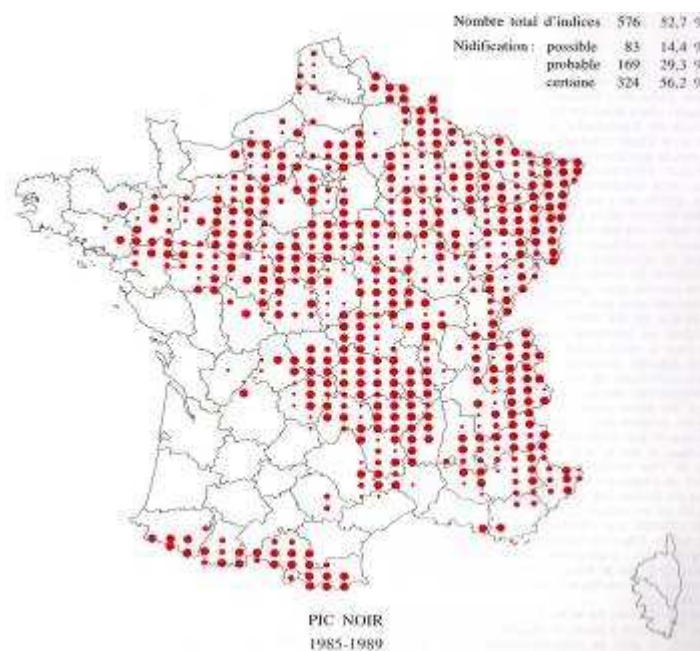 Nombre total d'indices 576 52,7 %
Nidification : possible 83 14,4 %
probable 169 29,3 %
certaine 324 56,2 %
PIC NOIR
1985-1989